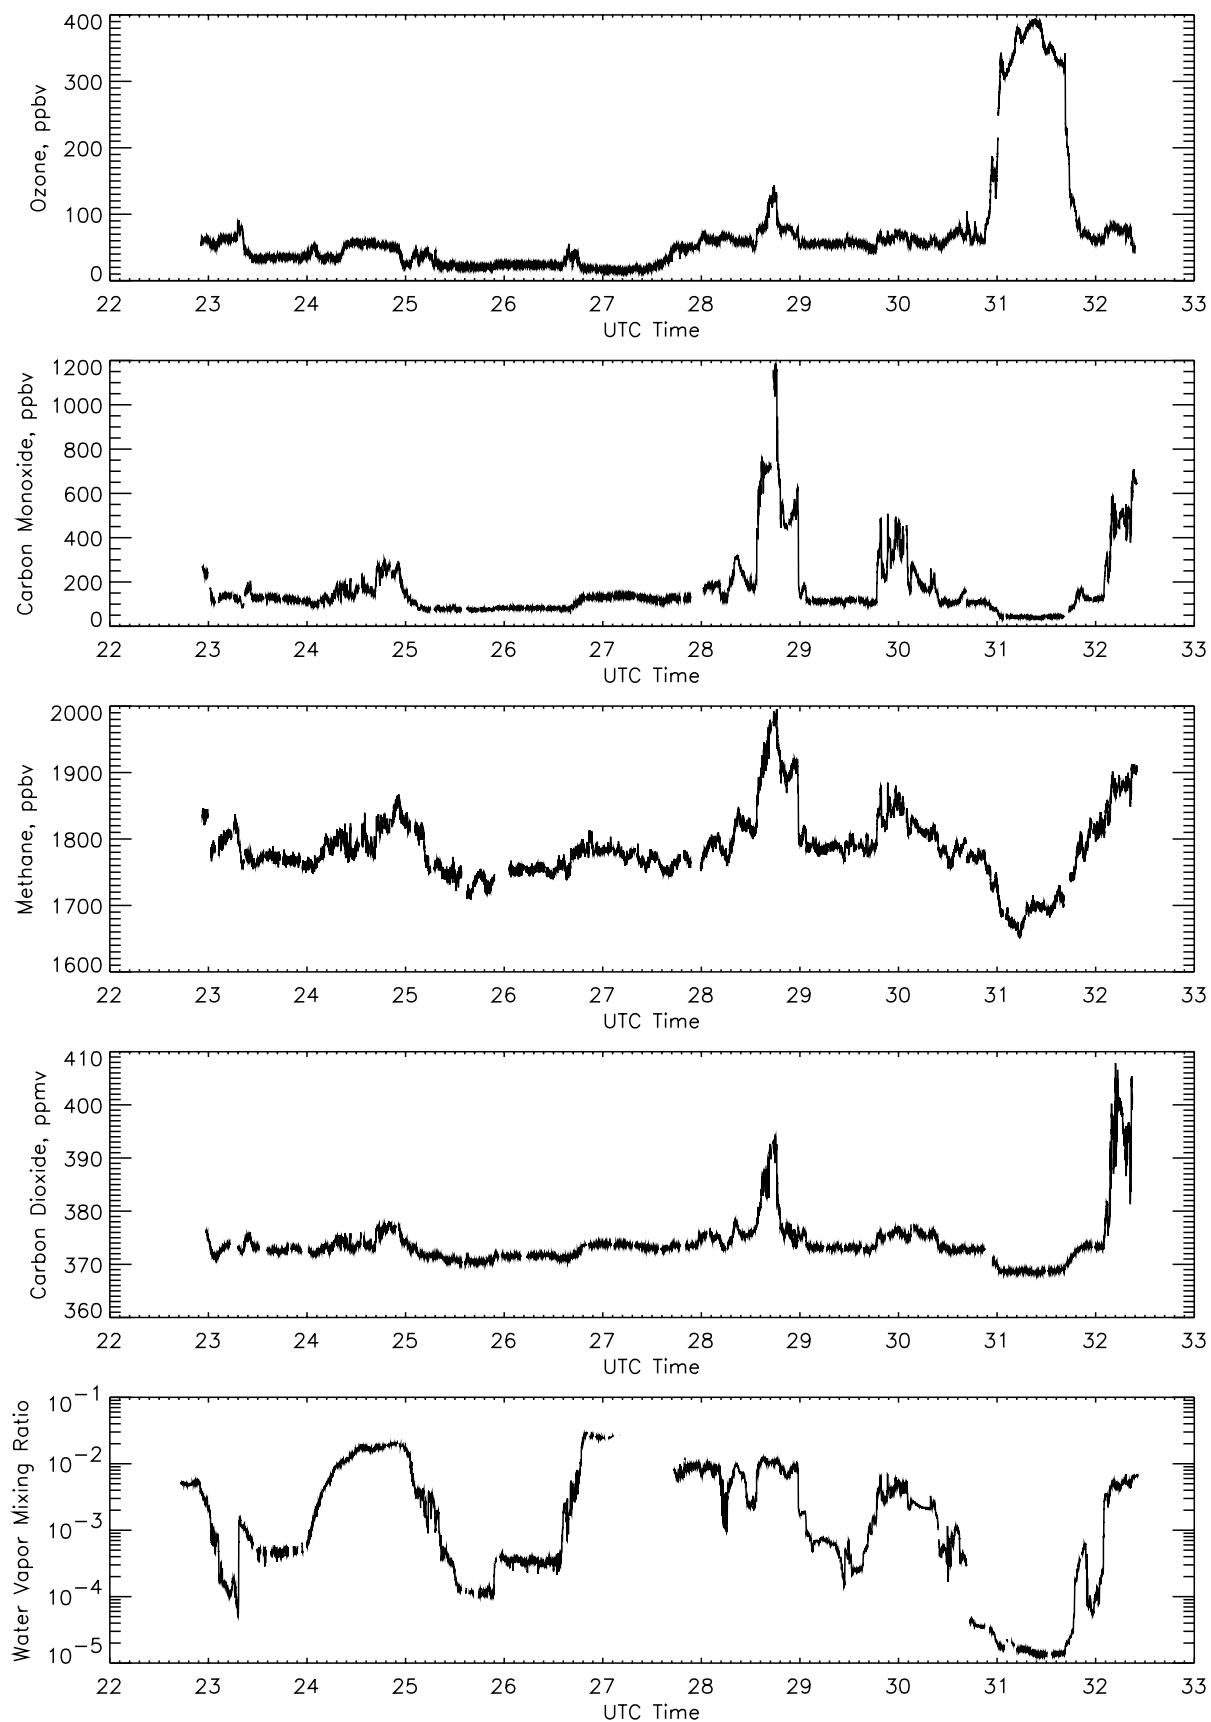 Ozone, ppbv
400
300
200
100
0
22 23 24 25 26 27 28 29 30 31 32 33
UTC Time
Carbon Monoxide, ppbv
1200
1000
800
600
400
200
0
22 23 24 25 26 27 28 29 30 31 32 33
UTC Time
Methane, ppbv
2000
1900
1800
1700
1600
22 23 24 25 26 27 28 29 30 31 32 33
UTC Time
Carbon Dioxide, ppmv
410
400
390
380
370
360
22 23 24 25 26 27 28 29 30 31 32 33
UTC Time
Water Vapor Mixing Ratio
10⁻¹
10⁻²
10⁻³
10⁻⁴
10⁻⁵
22 23 24 25 26 27 28 29 30 31 32 33
UTC Time